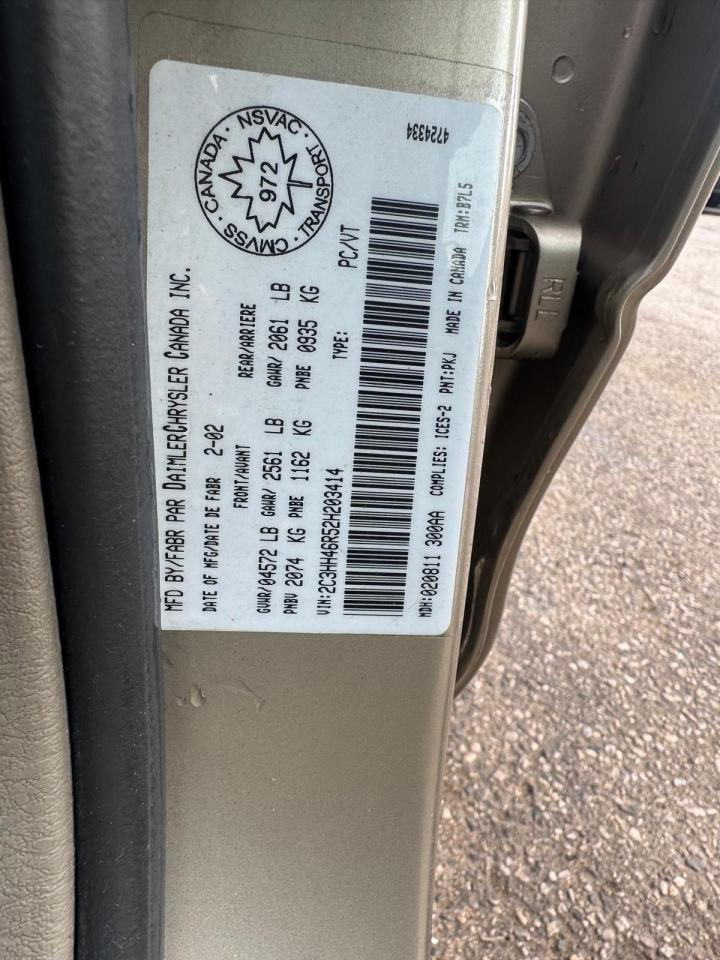 MFD BY/FABR PAR DAIMLERCHRYSLER CANADA INC.
DATE OF MFG/DATE DE FABR 2-02
FRONT/AVANT REAR/ARRIERE
GVWR/04572 LB GAWR/ 2561 LB GAWR/ 2061 LB
PNBV 2074 KG PNBE 1162 KG PNBE 0935 KG
VIN:2C3HH46R52H203414 TYPE: PC/VT
MDH:020811 300AA COMPLIES: ICES-2 PNT:PKJ MADE IN CANADA TRM:B7L5
CANADA · NSVAC · TRANSPORT · CMVSS ·
972
4724334
RLL